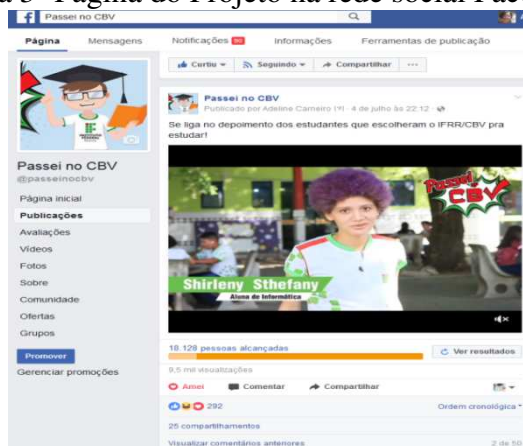 Página do Projeto na rede social
Passei no CBV
Página Mensagens Notificações Informações Ferramentas de publicação
Curtiu Seguindo Compartilhar ...
Passei no CBV
Publicado por Adeline Carneiro [?] · 4 de julho às 22:12 ·
Se liga no depoimento dos estudantes que escolheram o IFRR/CBV pra
estudar!
Passei no
CBV
Shirleny Sthefany
Aluna de Informática
Passei no CBV
@passeinocbv
Página inicial
Publicações
Avaliações
Vídeos
Fotos
Sobre
Comunidade
Ofertas
Grupos
Promover
Gerenciar promoções
18.128 pessoas alcançadas
Ver resultados
9,5 mil visualizações
Amei Comentar Compartilhar
292
Ordem cronológica
25 compartilhamentos
Visualizar comentários anteriores
2 de 50